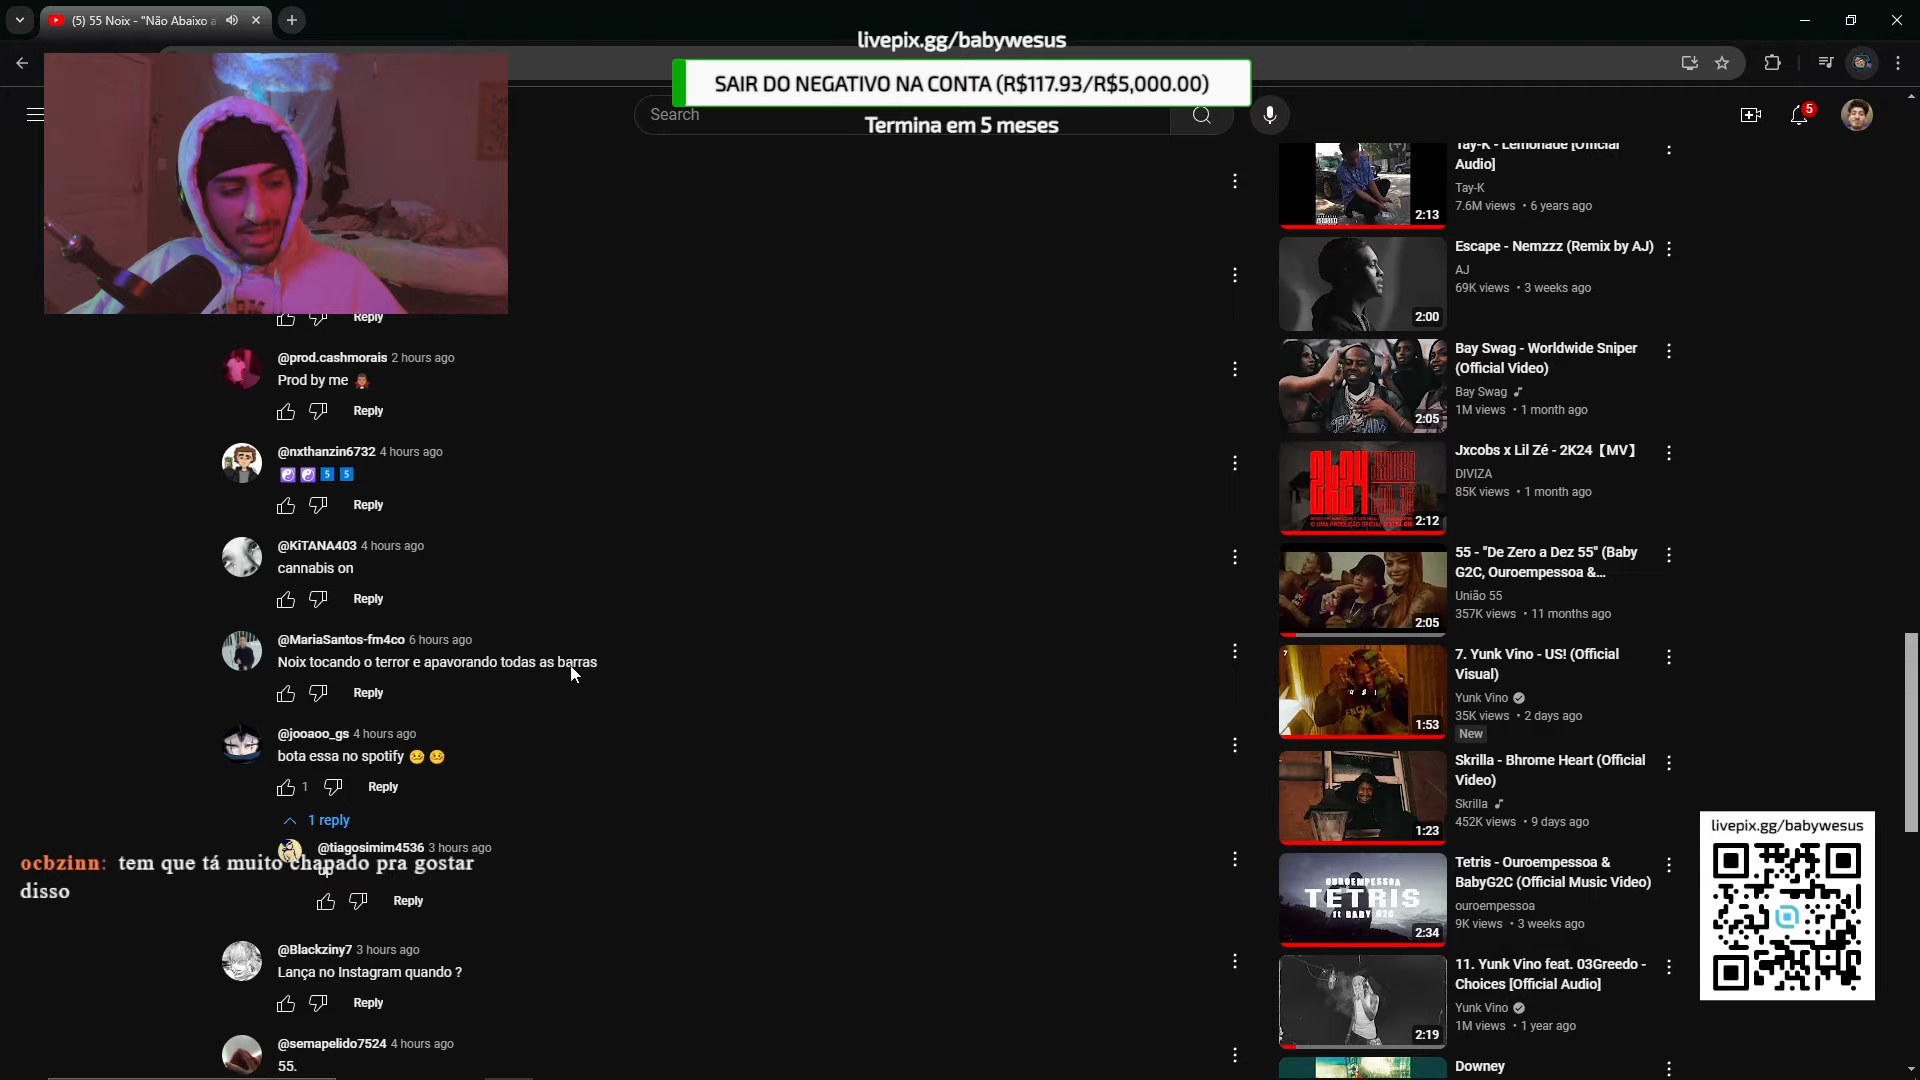 (5) 55 Noix - "Não Abaixo a
livepix.gg/babywesus
SAIR DO NEGATIVO NA CONTA (R$117.93/R$5,000.00)
Termina em 5 meses
Search
5
Reply
@prod.cashmorais 2 hours ago
Prod by me
Reply
@nxthanzin6732 4 hours ago
5 5
Reply
@KiTANA403 4 hours ago
cannabis on
Reply
@MariaSantos-fm4co 6 hours ago
Noix tocando o terror e apavorando todas as barras
Reply
@jooaoo_gs 4 hours ago
bota essa no spotify
1 Reply
1 reply
@tiagosimim4536 3 hours ago
up
Reply
ocbzinn: tem que tá muito chapado pra gostar
disso
@Blackziny7 3 hours ago
Lança no Instagram quando ?
Reply
@semapelido7524 4 hours ago
55.
Tay-K - Lemonade [Official
Audio]
Tay-K
7.6M views • 6 years ago
2:13
Escape - Nemzzz (Remix by AJ)
AJ
69K views • 3 weeks ago
2:00
Bay Swag - Worldwide Sniper
(Official Video)
Bay Swag
1M views • 1 month ago
2:05
Jxcobs x Lil Zé - 2K24【MV】
DIVIZA
85K views • 1 month ago
2K24
2:12
55 - "De Zero a Dez 55" (Baby
G2C, Ouroempessoa &...
União 55
357K views • 11 months ago
2:05
7. Yunk Vino - US! (Official
Visual)
Yunk Vino
35K views • 2 days ago
New
1:53
Skrilla - Bhrome Heart (Official
Video)
Skrilla
452K views • 9 days ago
1:23
Tetris - Ouroempessoa &
BabyG2C (Official Music Video)
ouroempessoa
9K views • 3 weeks ago
OUROEMPESSOA
TETRIS
ft BABY G2C
2:34
11. Yunk Vino feat. 03Greedo -
Choices [Official Audio]
Yunk Vino
1M views • 1 year ago
2:19
Downey
livepix.gg/babywesus